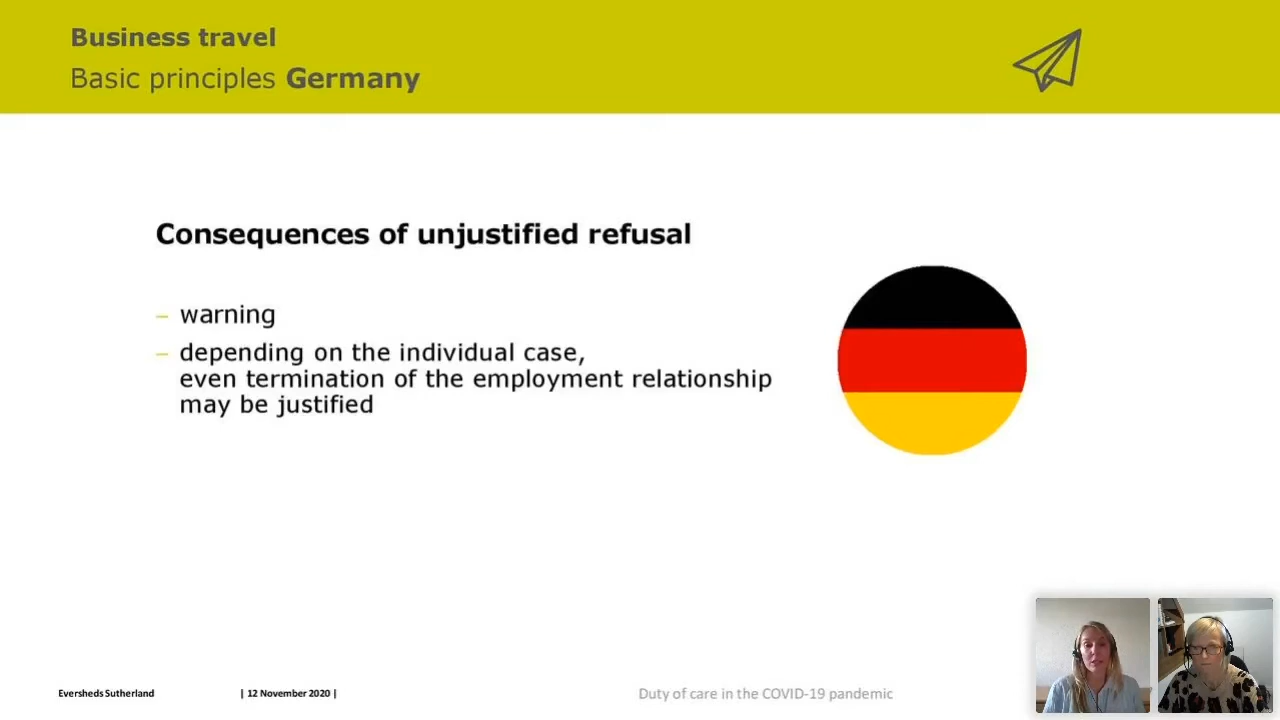 Business travel
Basic principles Germany
Consequences of unjustified refusal
– warning
– depending on the individual case,
even termination of the employment relationship
may be justified
Eversheds Sutherland | 12 November 2020 | Duty of care in the COVID-19 pandemic